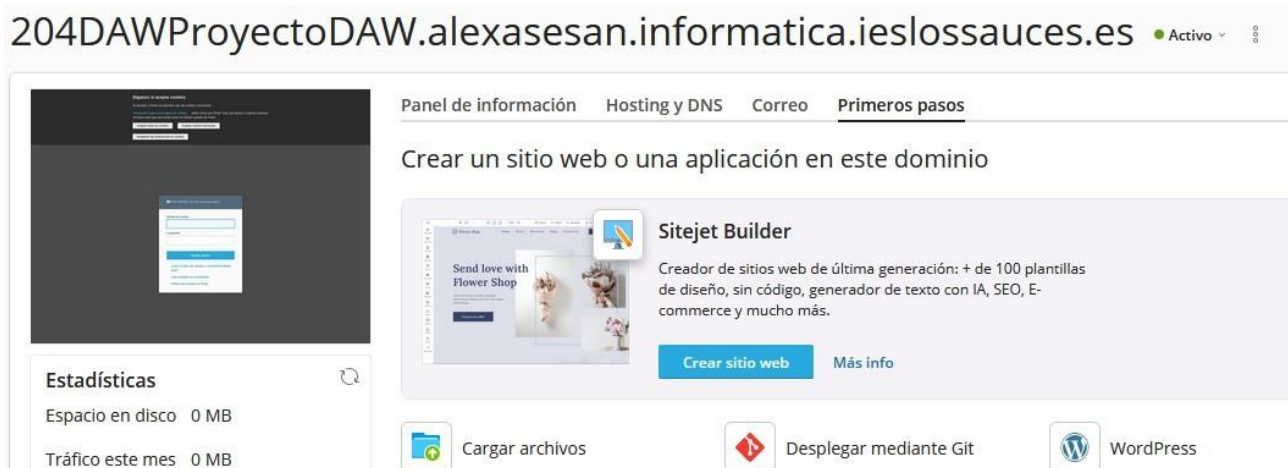 204DAWProyectoDAW.alexasesan.informatica.ieslossauces.es Activo
Panel de información Hosting y DNS Correo Primeros pasos
Crear un sitio web o una aplicación en este dominio
Send love with
Flower Shop
Sitejet Builder
Creador de sitios web de última generación: + de 100 plantillas
de diseño, sin código, generador de texto con IA, SEO, E-
commerce y mucho más.
Crear sitio web Más info
Estadísticas
Espacio en disco 0 MB
Tráfico este mes 0 MB
Cargar archivos Desplegar mediante Git WordPress